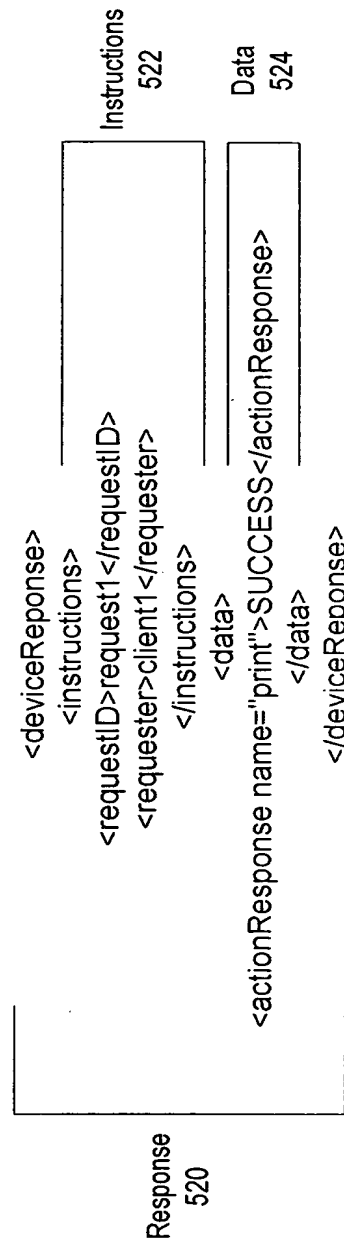 Response
520
<deviceReponse>
<instructions>
<requestID>request1</requestID>
<requester>client1</requester>
</instructions>
<data>
<actionResponse name="print">SUCCESS</actionResponse>
</data>
</deviceReponse>
Instructions
522
Data
524